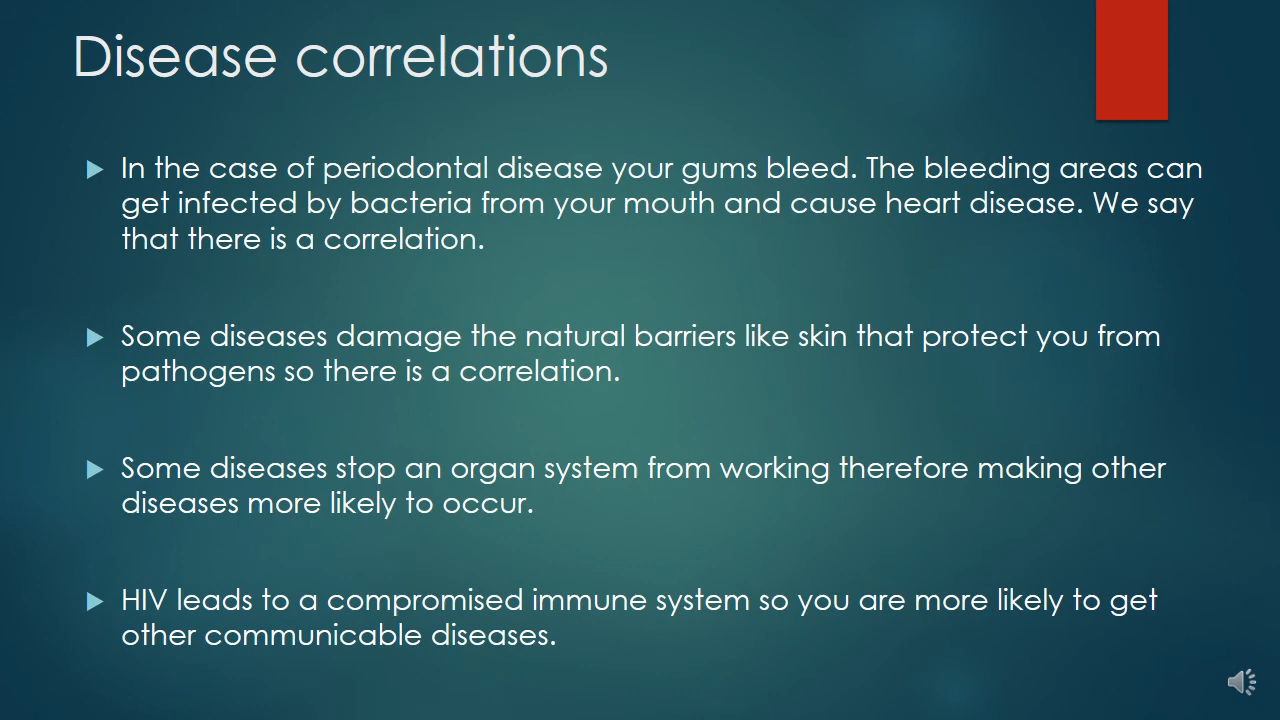 Disease correlations
In the case of periodontal disease your gums bleed. The bleeding areas can
get infected by bacteria from your mouth and cause heart disease. We say
that there is a correlation.
Some diseases damage the natural barriers like skin that protect you from
pathogens so there is a correlation.
Some diseases stop an organ system from working therefore making other
diseases more likely to occur.
HIV leads to a compromised immune system so you are more likely to get
other communicable diseases.